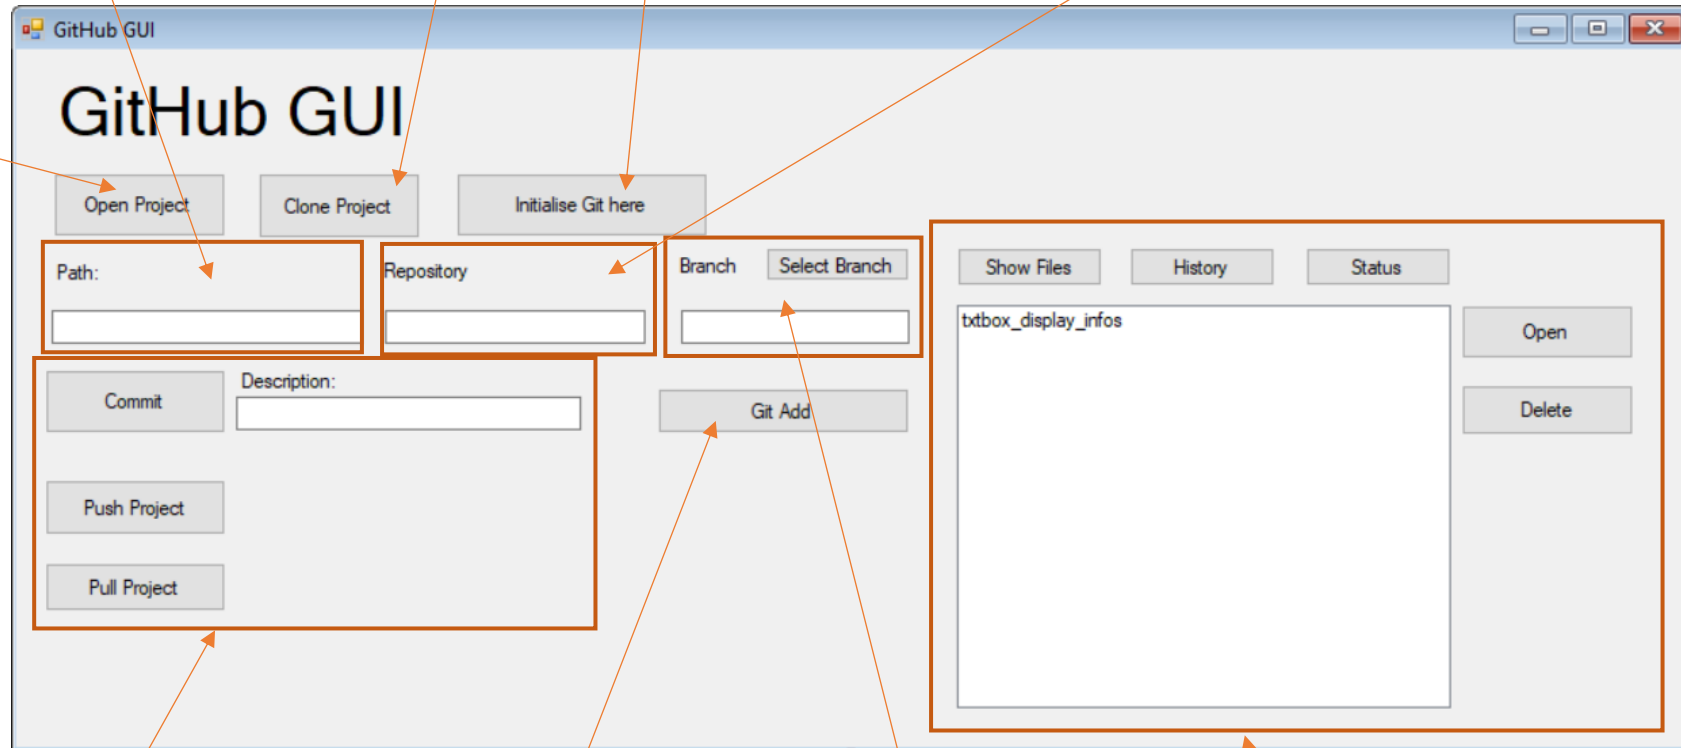 GitHub GUI
GitHub GUI
Open Project
Clone Project
Initialise Git here
Path:
Repository
Branch
Select Branch
Show Files
History
Status
txtbox_display_infos
Open
Delete
Commit
Description:
Git Add
Push Project
Pull Project